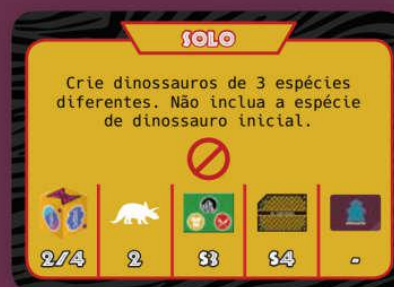 SOLO
Crie dinossauros de 3 espécies
diferentes. Não inclua a espécie
de dinossauro inicial.
2/4 2 S3 S4 -